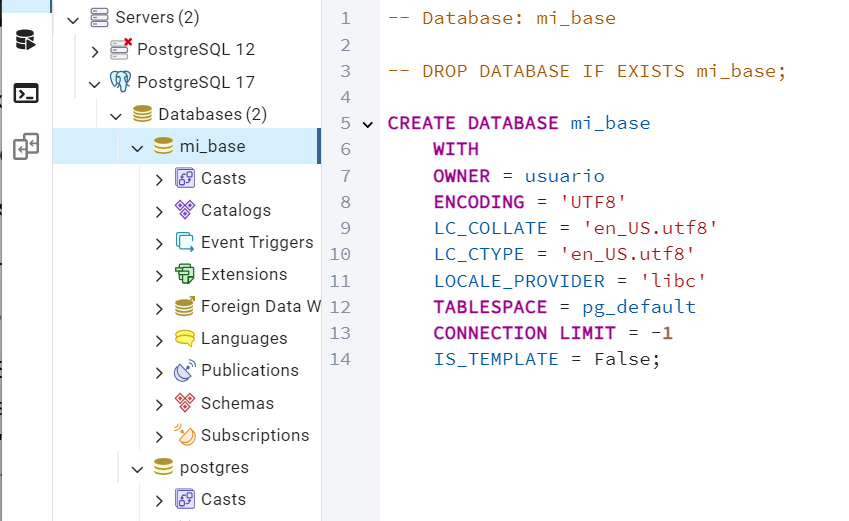 Servers (2)
PostgreSQL 12
PostgreSQL 17
Databases (2)
mi_base
Casts
Catalogs
Event Triggers
Extensions
Foreign Data W
Languages
Publications
Schemas
Subscriptions
postgres
Casts
1 -- Database: mi_base
2
3 -- DROP DATABASE IF EXISTS mi_base;
4
5 CREATE DATABASE mi_base
6 WITH
7 OWNER = usuario
8 ENCODING = 'UTF8'
9 LC_COLLATE = 'en_US.utf8'
10 LC_CTYPE = 'en_US.utf8'
11 LOCALE_PROVIDER = 'libc'
12 TABLESPACE = pg_default
13 CONNECTION LIMIT = -1
14 IS_TEMPLATE = False;